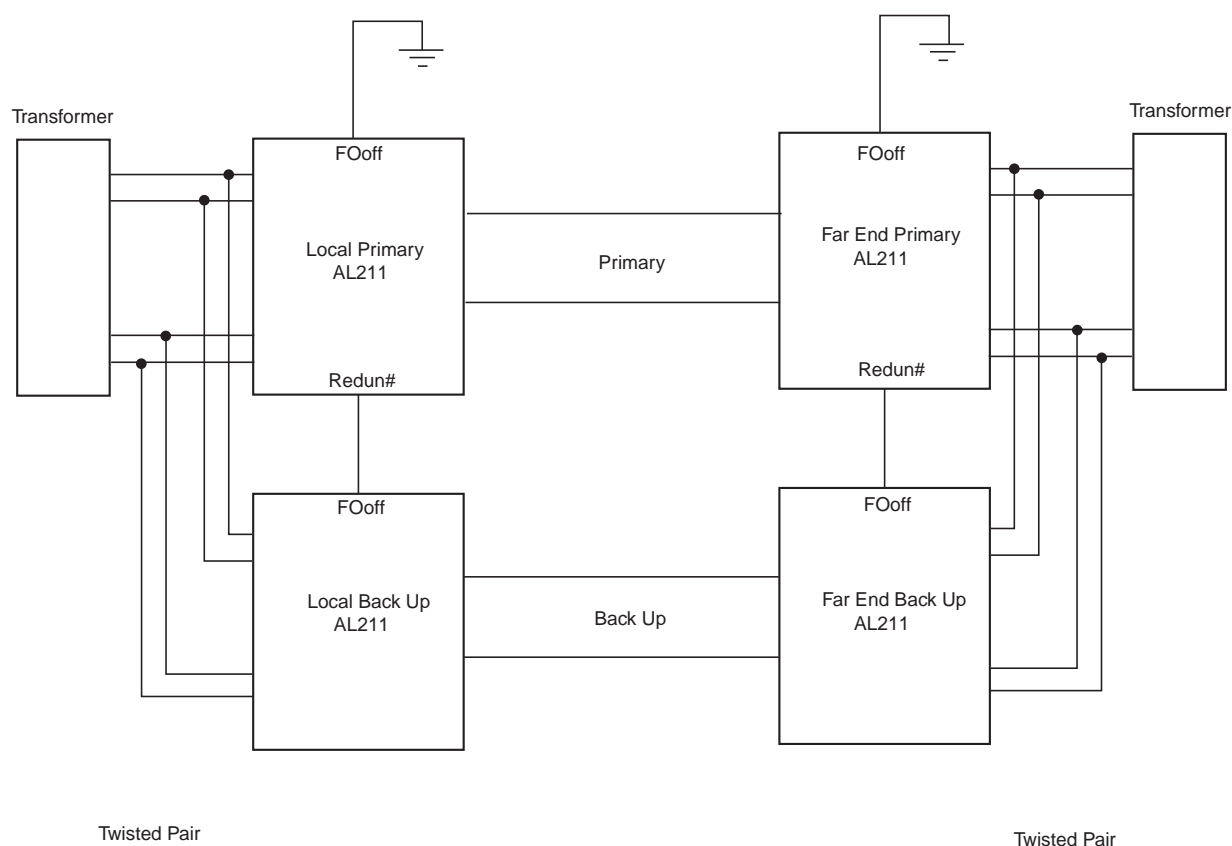 Transformer
Transformer
FOoff
FOoff
Local Primary
AL211
Primary
Far End Primary
AL211
Redun#
Redun#
FOoff
FOoff
Local Back Up
AL211
Back Up
Far End Back Up
AL211
Twisted Pair
Twisted Pair